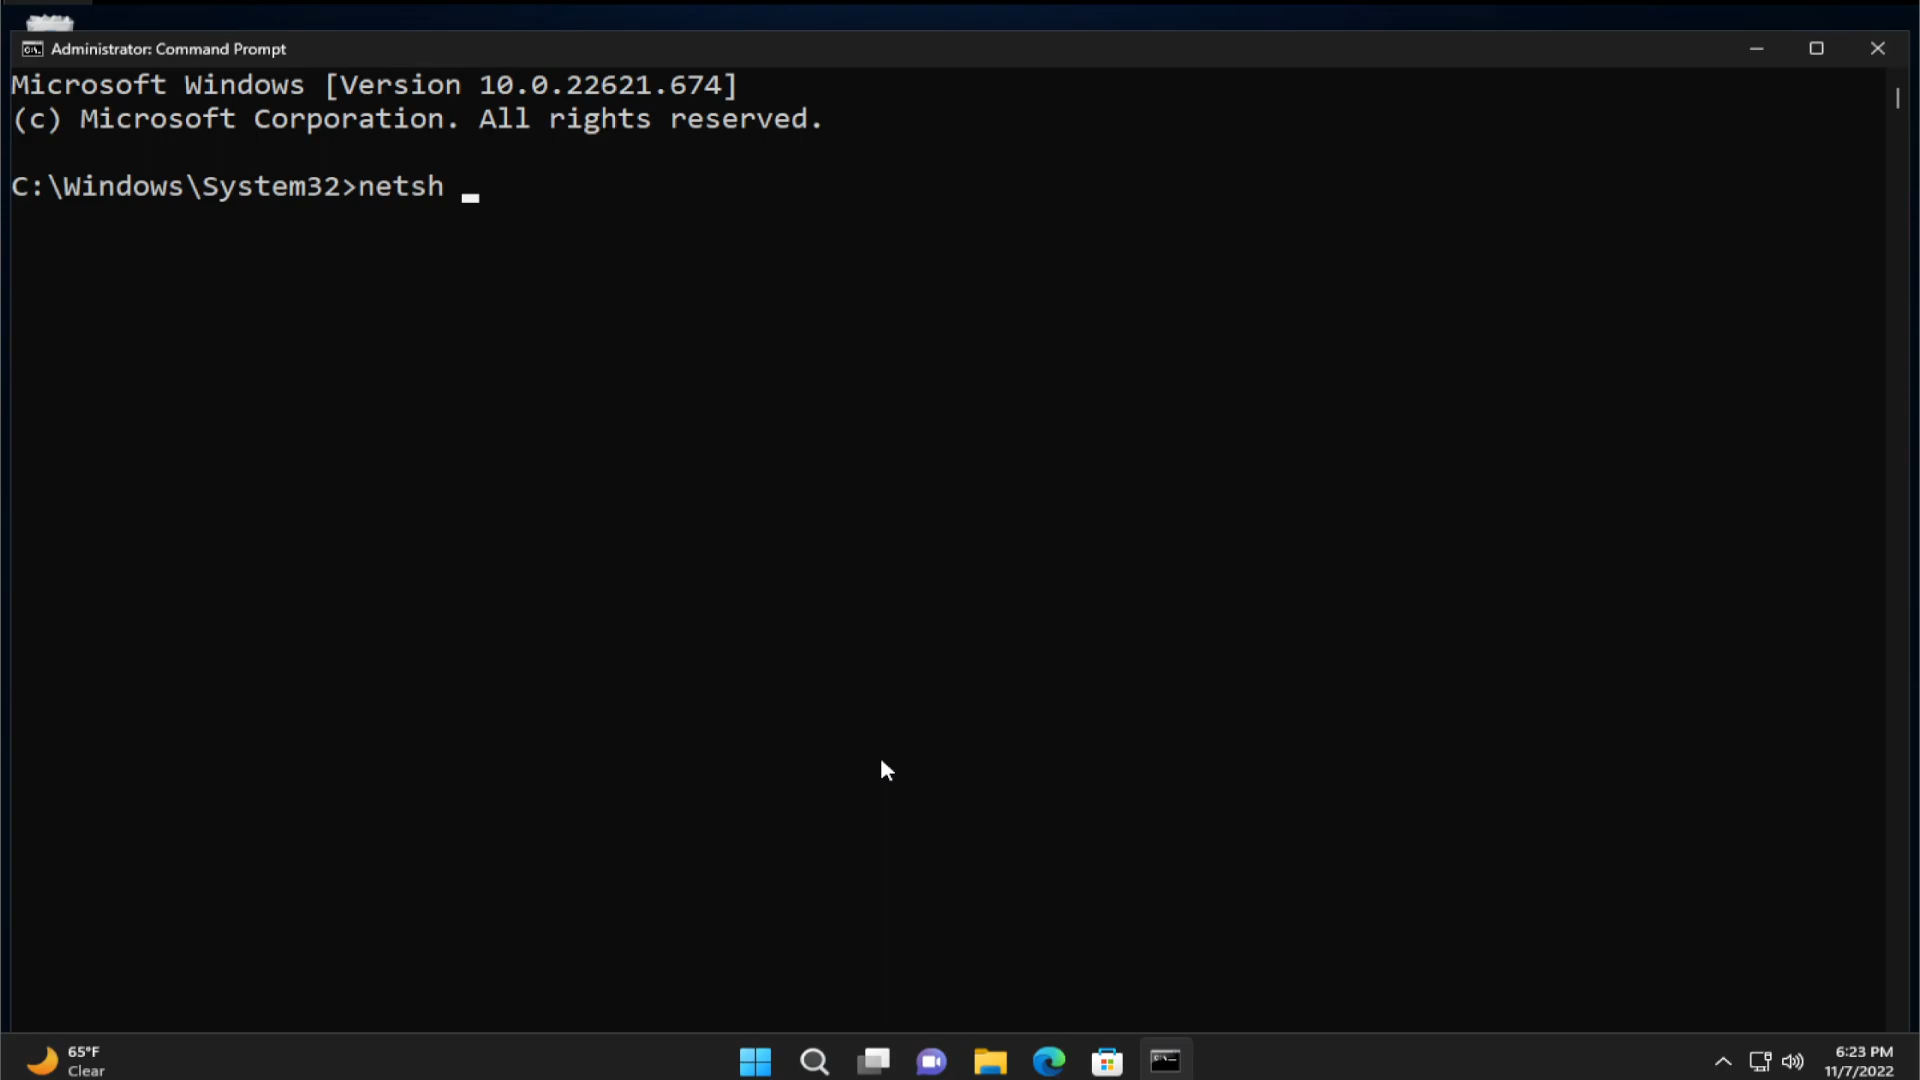 Administrator: Command Prompt
Microsoft Windows [Version 10.0.22621.674]
(c) Microsoft Corporation. All rights reserved.
C:\Windows\System32>netsh
65°F
Clear
6:23 PM
11/7/2022